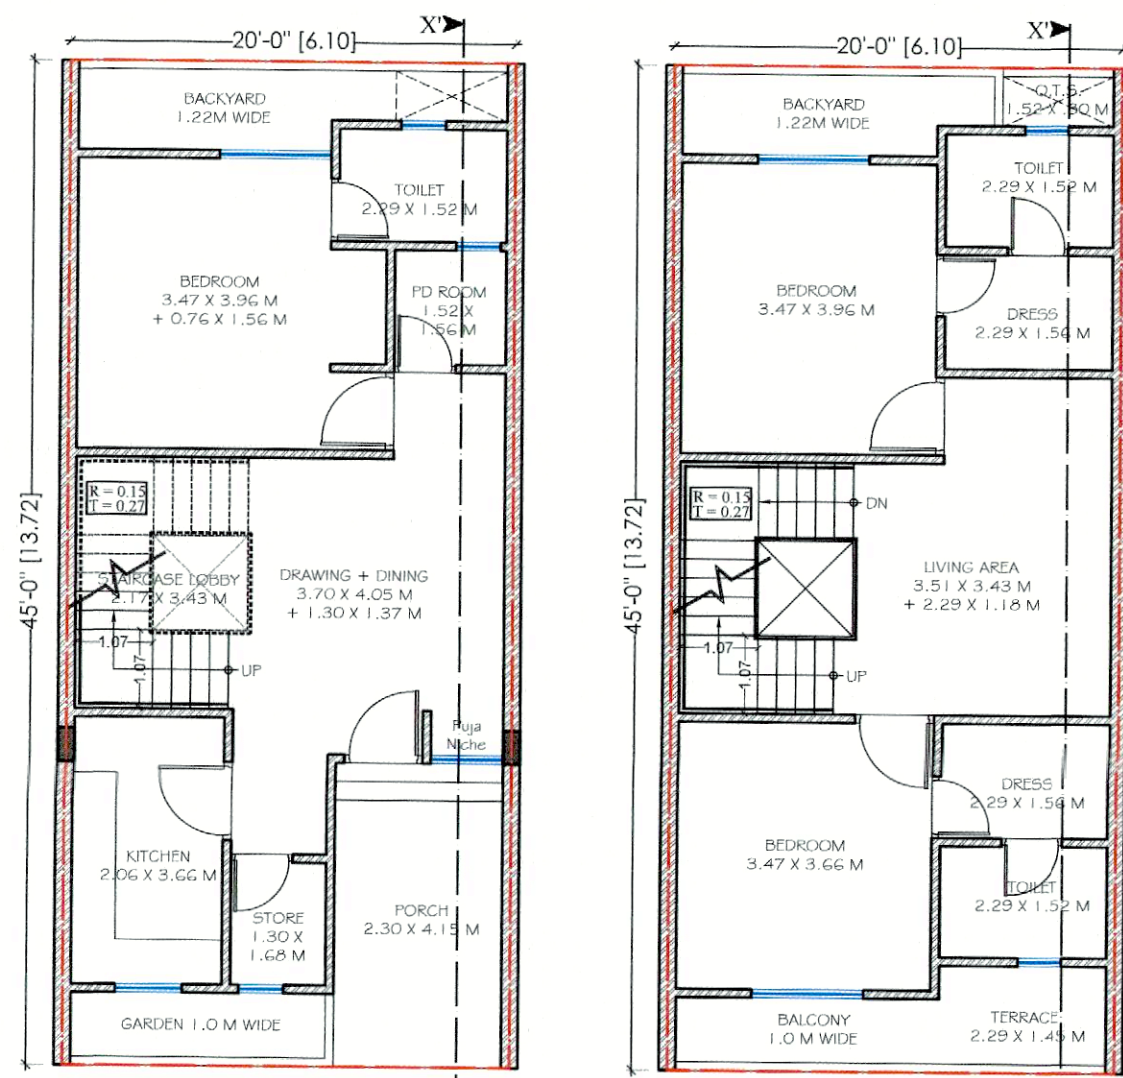 X'
20'-0" [6.10]
BACKYARD
1.22M WIDE
TOILET
2.29 X 1.52 M
BEDROOM
3.47 X 3.96 M
+ 0.76 X 1.56 M
PD ROOM
1.52 X
1.56 M
45'-0" [13.72]
R = 0.15
T = 0.27
STAIRCASE LOBBY
2.17 X 3.43 M
1.07
1.07
UP
DRAWING + DINING
3.70 X 4.05 M
+ 1.30 X 1.37 M
Puja
Niche
KITCHEN
2.06 X 3.66 M
STORE
1.30 X
1.68 M
PORCH
2.30 X 4.15 M
GARDEN 1.0 M WIDE
X'
20'-0" [6.10]
BACKYARD
1.22M WIDE
O.T.S.
1.52 X .80 M
TOILET
2.29 X 1.52 M
BEDROOM
3.47 X 3.96 M
DRESS
2.29 X 1.56 M
45'-0" [13.72]
R = 0.15
T = 0.27
DN
1.07
1.07
UP
LIVING AREA
3.51 X 3.43 M
+ 2.29 X 1.18 M
DRESS
2.29 X 1.56 M
BEDROOM
3.47 X 3.66 M
TOILET
2.29 X 1.52 M
BALCONY
1.0 M WIDE
TERRACE
2.29 X 1.45 M